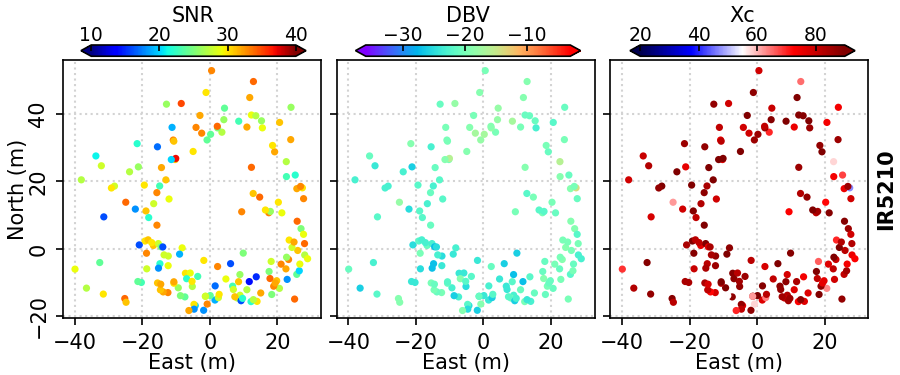 SNR DBV Xc
10 20 30 40 −30 −20 −10 20 40 60 80
North (m)
40
20
0
−20
−40 −20 0 20 −40 −20 0 20 −40 −20 0 20
East (m) East (m) East (m)
IR5210